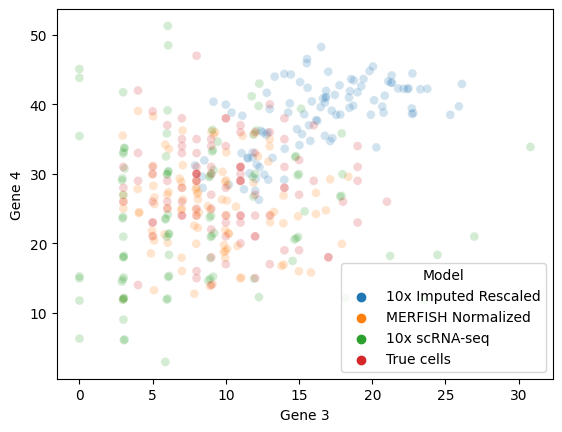 50
40
30
20
10
Gene 4
Model
10x Imputed Rescaled
MERFISH Normalized
10x scRNA-seq
True cells
0 5 10 15 20 25 30
Gene 3